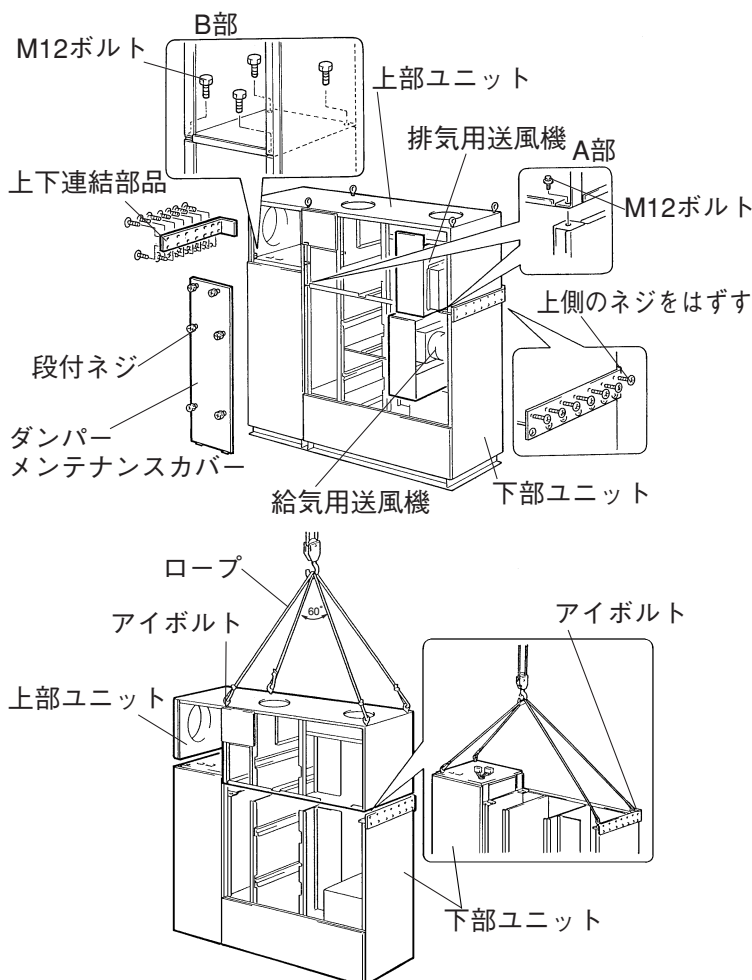 B部
M12ボルト
上部ユニット
排気用送風機
A部
上下連結部品
M12ボルト
上側のネジをはずす
段付ネジ
ダンパー
メンテナンスカバー
給気用送風機
下部ユニット
ロープ
60°
アイボルト
アイボルト
上部ユニット
下部ユニット